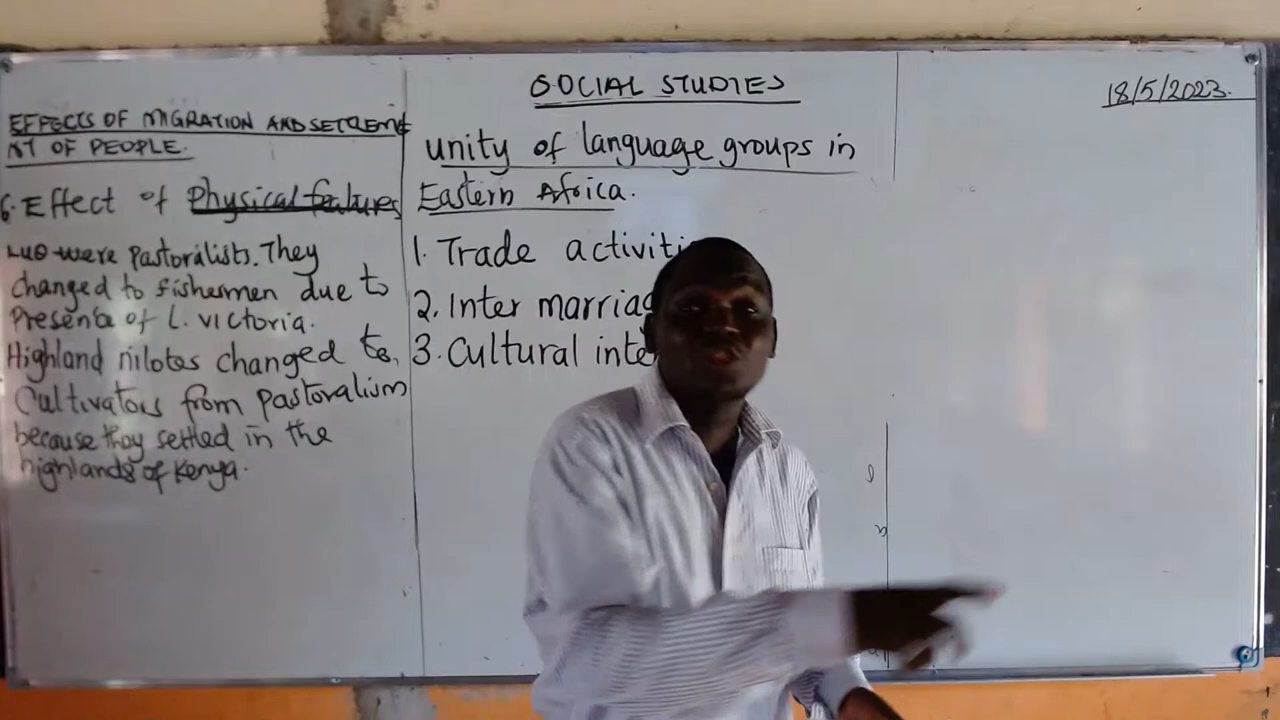 SOCIAL STUDIES
18/5/2023.
EFFECTS OF MIGRATION AND SETTLEME
NT OF PEOPLE.
6. Effect of Physical features
Luo were Pastoralists. They
changed to fishermen due to
Presence of L. victoria.
Highland nilotes changed to
Cultivators from pastoralism
because they settled in the
highlands of Kenya.
unity of language groups in
Eastern Africa.
1. Trade activiti
2. Inter marriag
3. Cultural inte